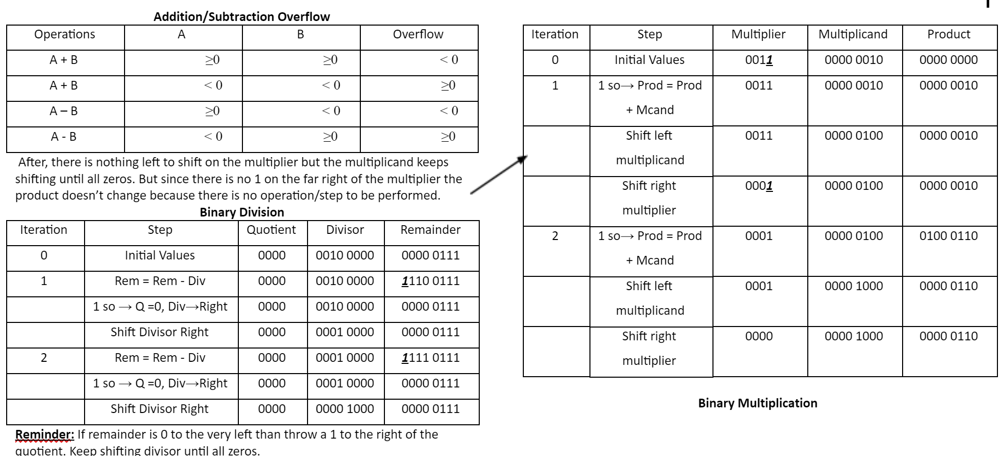 Addition/Subtraction Overflow
Operations A B Overflow
A + B ≥0 ≥0 < 0
A + B < 0 < 0 ≥0
A – B ≥0 < 0 < 0
A - B < 0 ≥0 ≥0
After, there is nothing left to shift on the multiplier but the multiplicand keeps
shifting until all zeros. But since there is no 1 on the far right of the multiplier the
product doesn’t change because there is no operation/step to be performed.
Binary Division
Iteration Step Quotient Divisor Remainder
0 Initial Values 0000 0010 0000 0000 0111
1 Rem = Rem - Div 0000 0010 0000 1110 0111
1 so → Q =0, Div→Right 0000 0010 0000 0000 0111
Shift Divisor Right 0000 0001 0000 0000 0111
2 Rem = Rem - Div 0000 0001 0000 1111 0111
1 so → Q =0, Div→Right 0000 0001 0000 0000 0111
Shift Divisor Right 0000 0000 1000 0000 0111
Reminder: If remainder is 0 to the very left than throw a 1 to the right of the
quotient. Keep shifting divisor until all zeros.
Iteration Step Multiplier Multiplicand Product
0 Initial Values 0011 0000 0010 0000 0000
1 1 so→ Prod = Prod 0011 0000 0010 0000 0010
+ Mcand
Shift left 0011 0000 0100 0000 0010
multiplicand
Shift right 0001 0000 0100 0000 0010
multiplier
2 1 so→ Prod = Prod 0001 0000 0100 0100 0110
+ Mcand
Shift left 0001 0000 1000 0000 0110
multiplicand
Shift right 0000 0000 1000 0000 0110
multiplier
Binary Multiplication